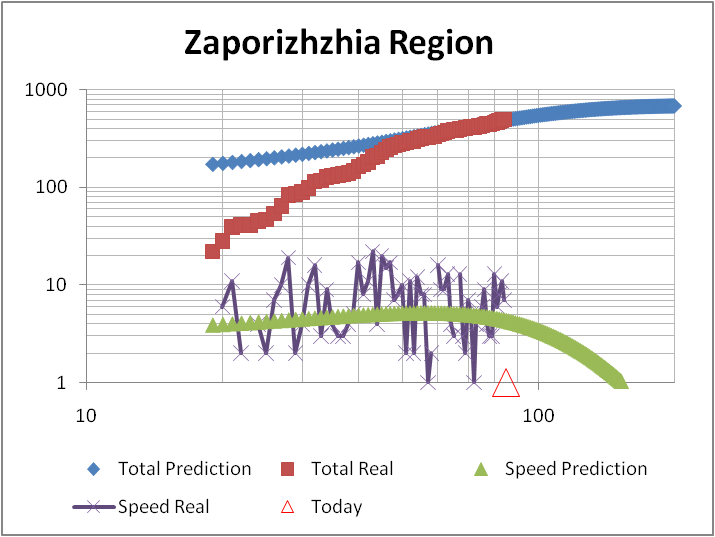 Zaporizhzhia Region
1000
100
10
1
10 100
Total Prediction Total Real Speed Prediction
Speed Real Today